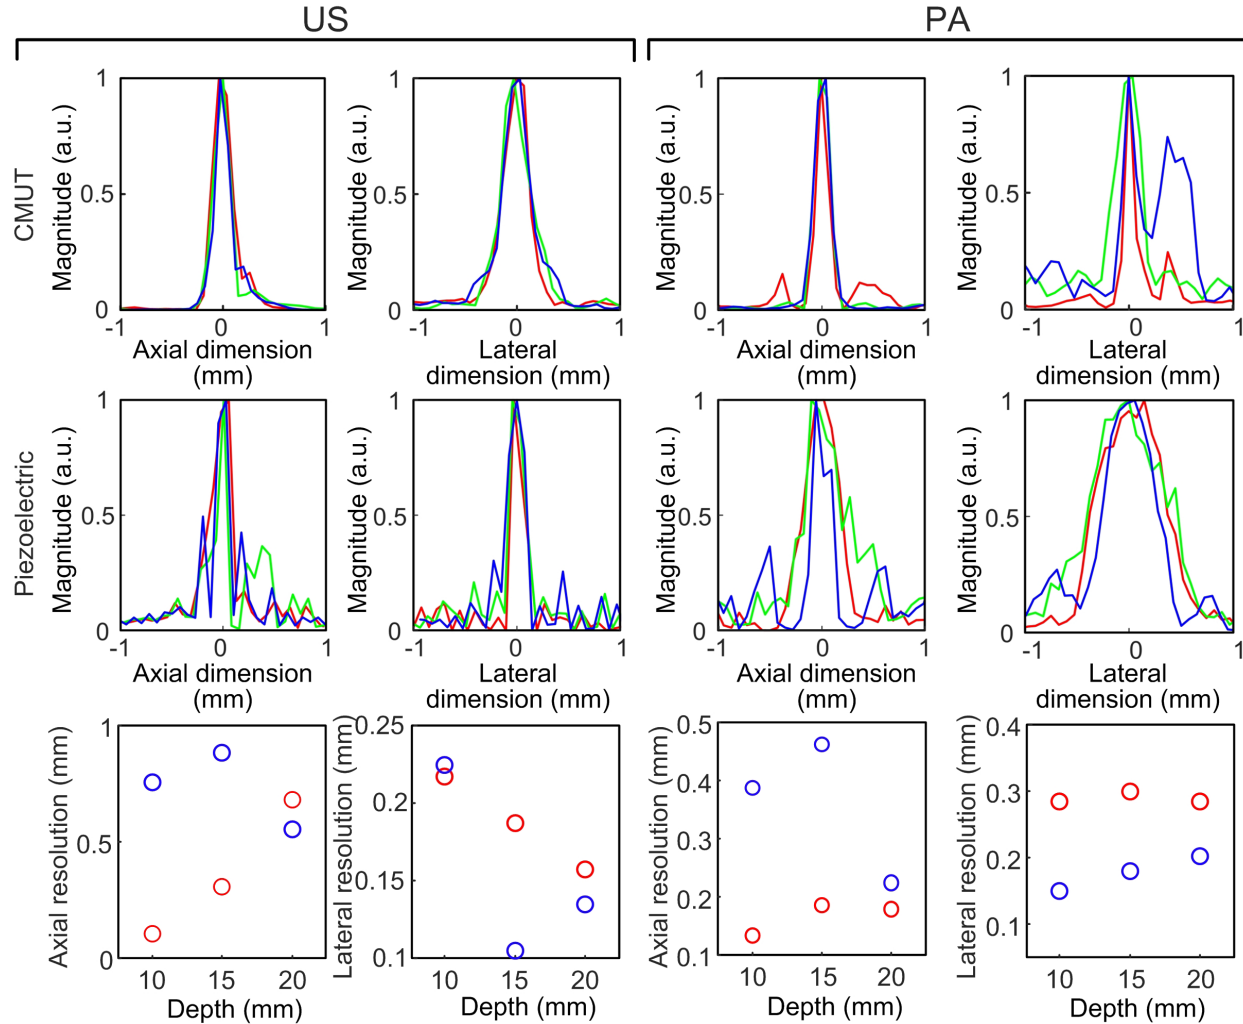 US
PA
CMUT
Magnitude (a.u.)
1
0.5
0
-1
0
1
Axial dimension
(mm)
Magnitude (a.u.)
1
0.5
0
-1
0
1
Lateral
dimension (mm)
Magnitude (a.u.)
1
0.5
0
-1
0
1
Axial dimension
(mm)
Magnitude (a.u.)
1
0.5
0
-1
0
1
Lateral
dimension (mm)
Piezoelectric
Magnitude (a.u.)
1
0.5
0
-1
0
1
Axial dimension
(mm)
Magnitude (a.u.)
1
0.5
0
-1
0
1
Lateral
dimension (mm)
Magnitude (a.u.)
1
0.5
0
-1
0
1
Axial dimension
(mm)
Magnitude (a.u.)
1
0.5
0
-1
0
1
Lateral
dimension (mm)
Axial resolution (mm)
1
0.5
0
10
15
20
Depth (mm)
Lateral resolution (mm)
0.25
0.2
0.15
0.1
10
15
20
Depth (mm)
Axial resolution (mm)
0.5
0.4
0.3
0.2
0.1
10
15
20
Depth (mm)
Lateral resolution (mm)
0.4
0.3
0.2
0.1
10
15
20
Depth (mm)